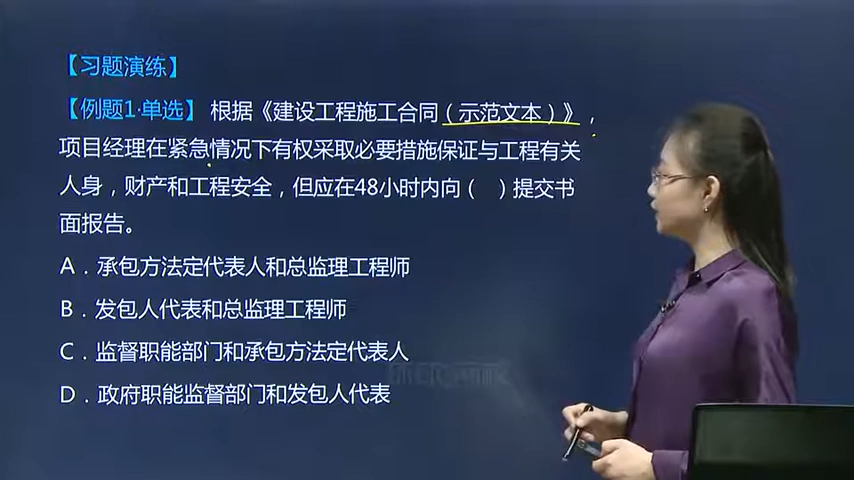 【习题演练】
【例题1·单选】 根据《建设工程施工合同（示范文本）》，
项目经理在紧急情况下有权采取必要措施保证与工程有关
人身，财产和工程安全，但应在48小时内向（ ）提交书
面报告。
A．承包方法定代表人和总监理工程师
B．发包人代表和总监理工程师
C．监督职能部门和承包方法定代表人
D．政府职能监督部门和发包人代表